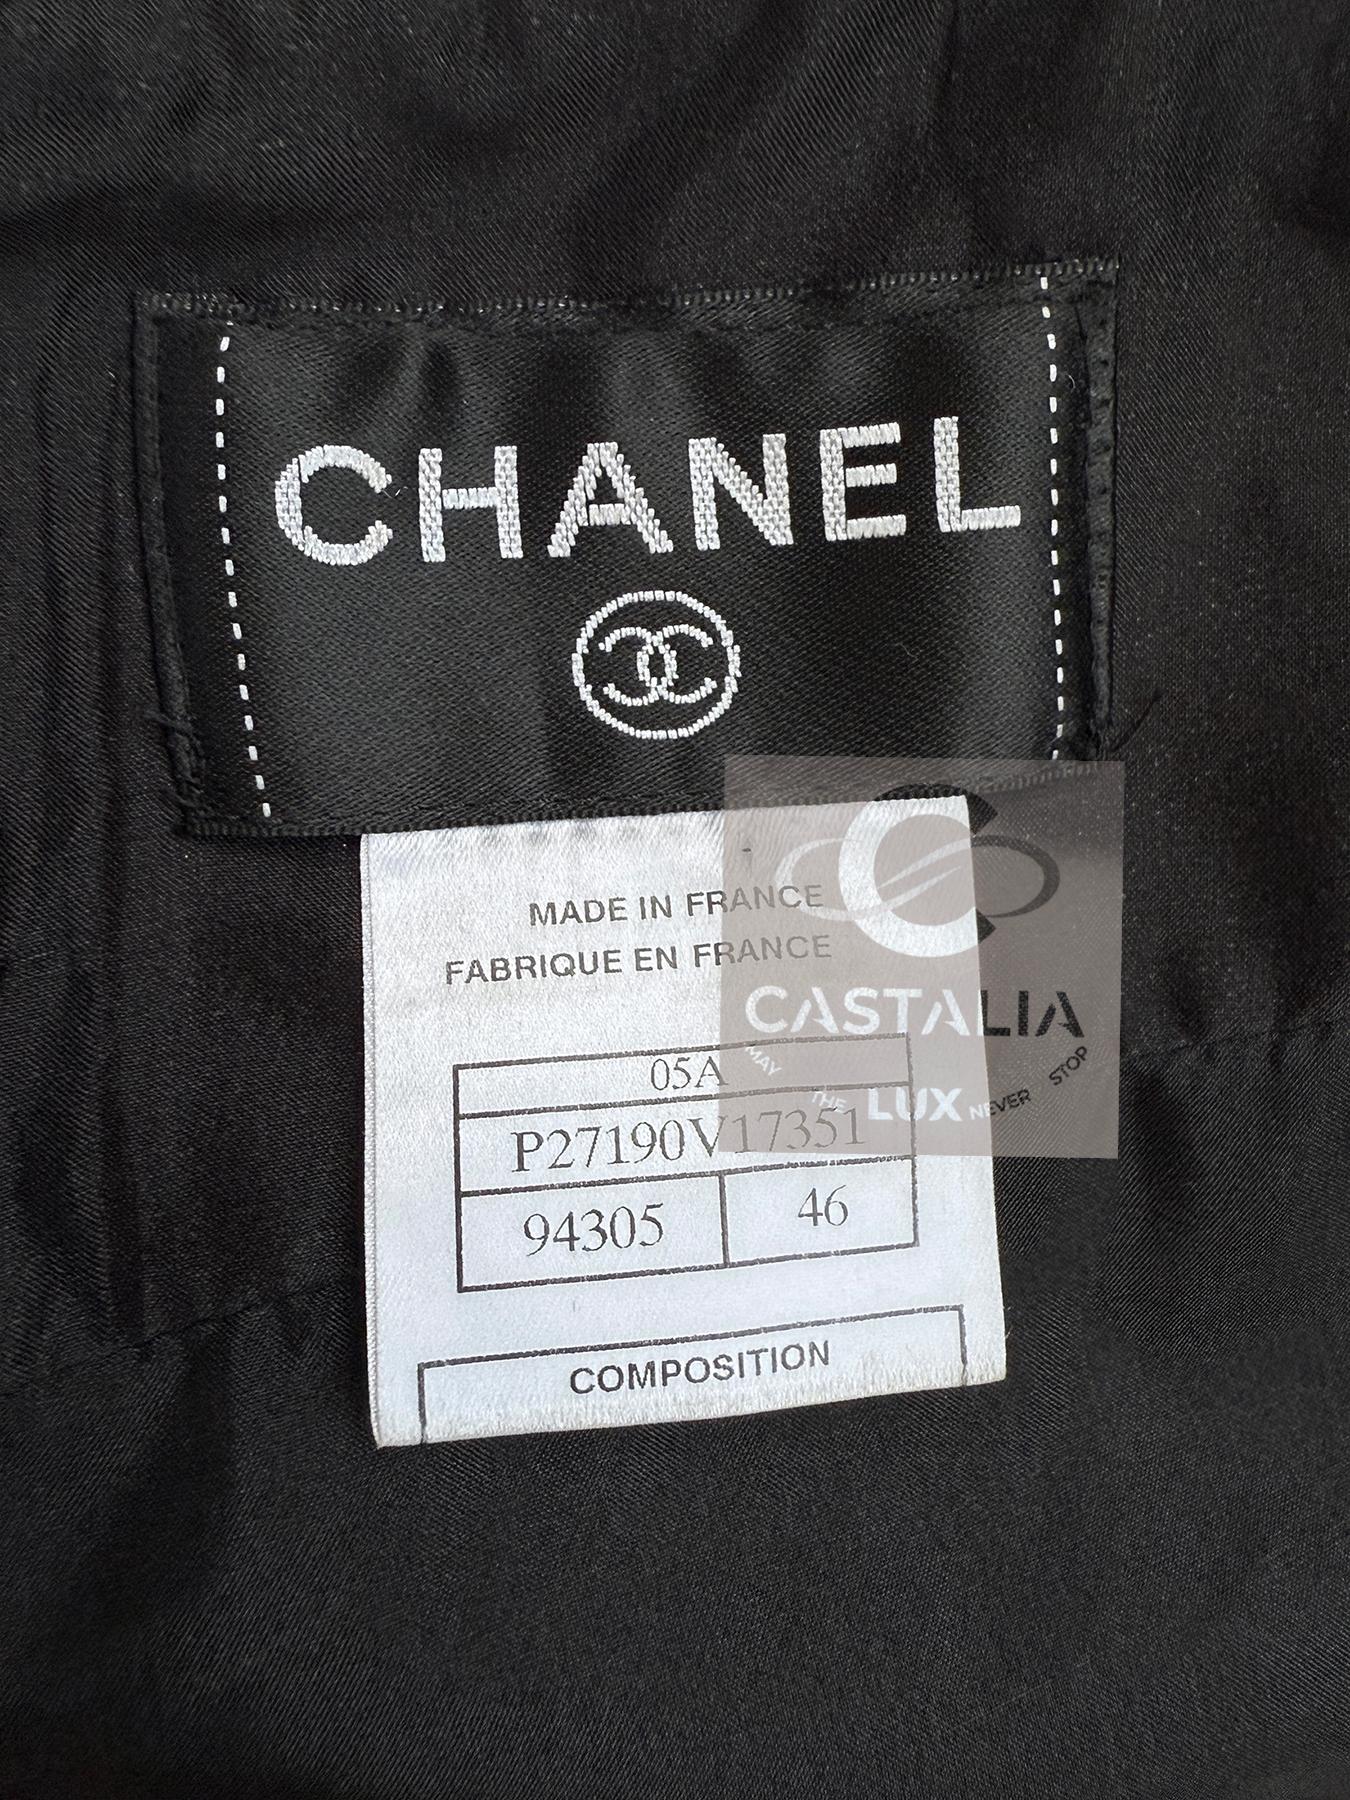 CHANEL
MADE IN FRANCE
FABRIQUE EN FRANCE
CASTALIA
MAY THE LUX NEVER STOP
05A
P27190V17351
94305 46
COMPOSITION